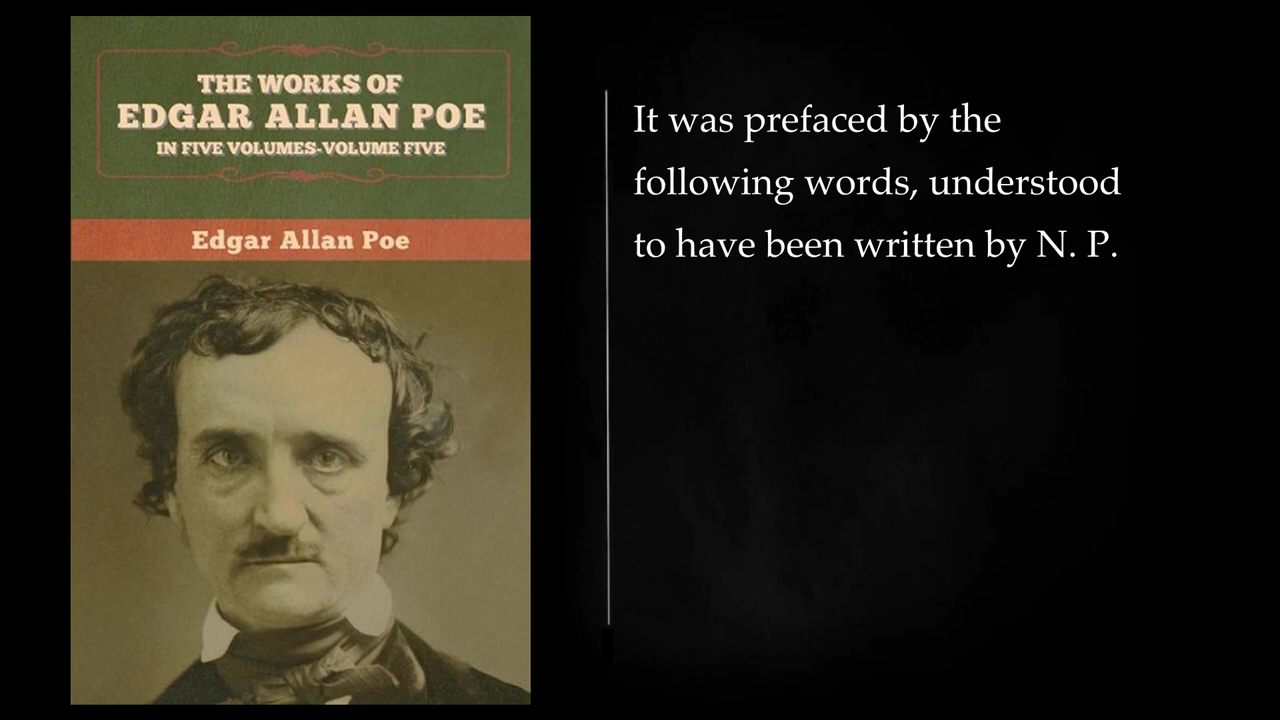 THE WORKS OF
EDGAR ALLAN POE
IN FIVE VOLUMES-VOLUME FIVE
Edgar Allan Poe
It was prefaced by the
following words, understood
to have been written by N. P.